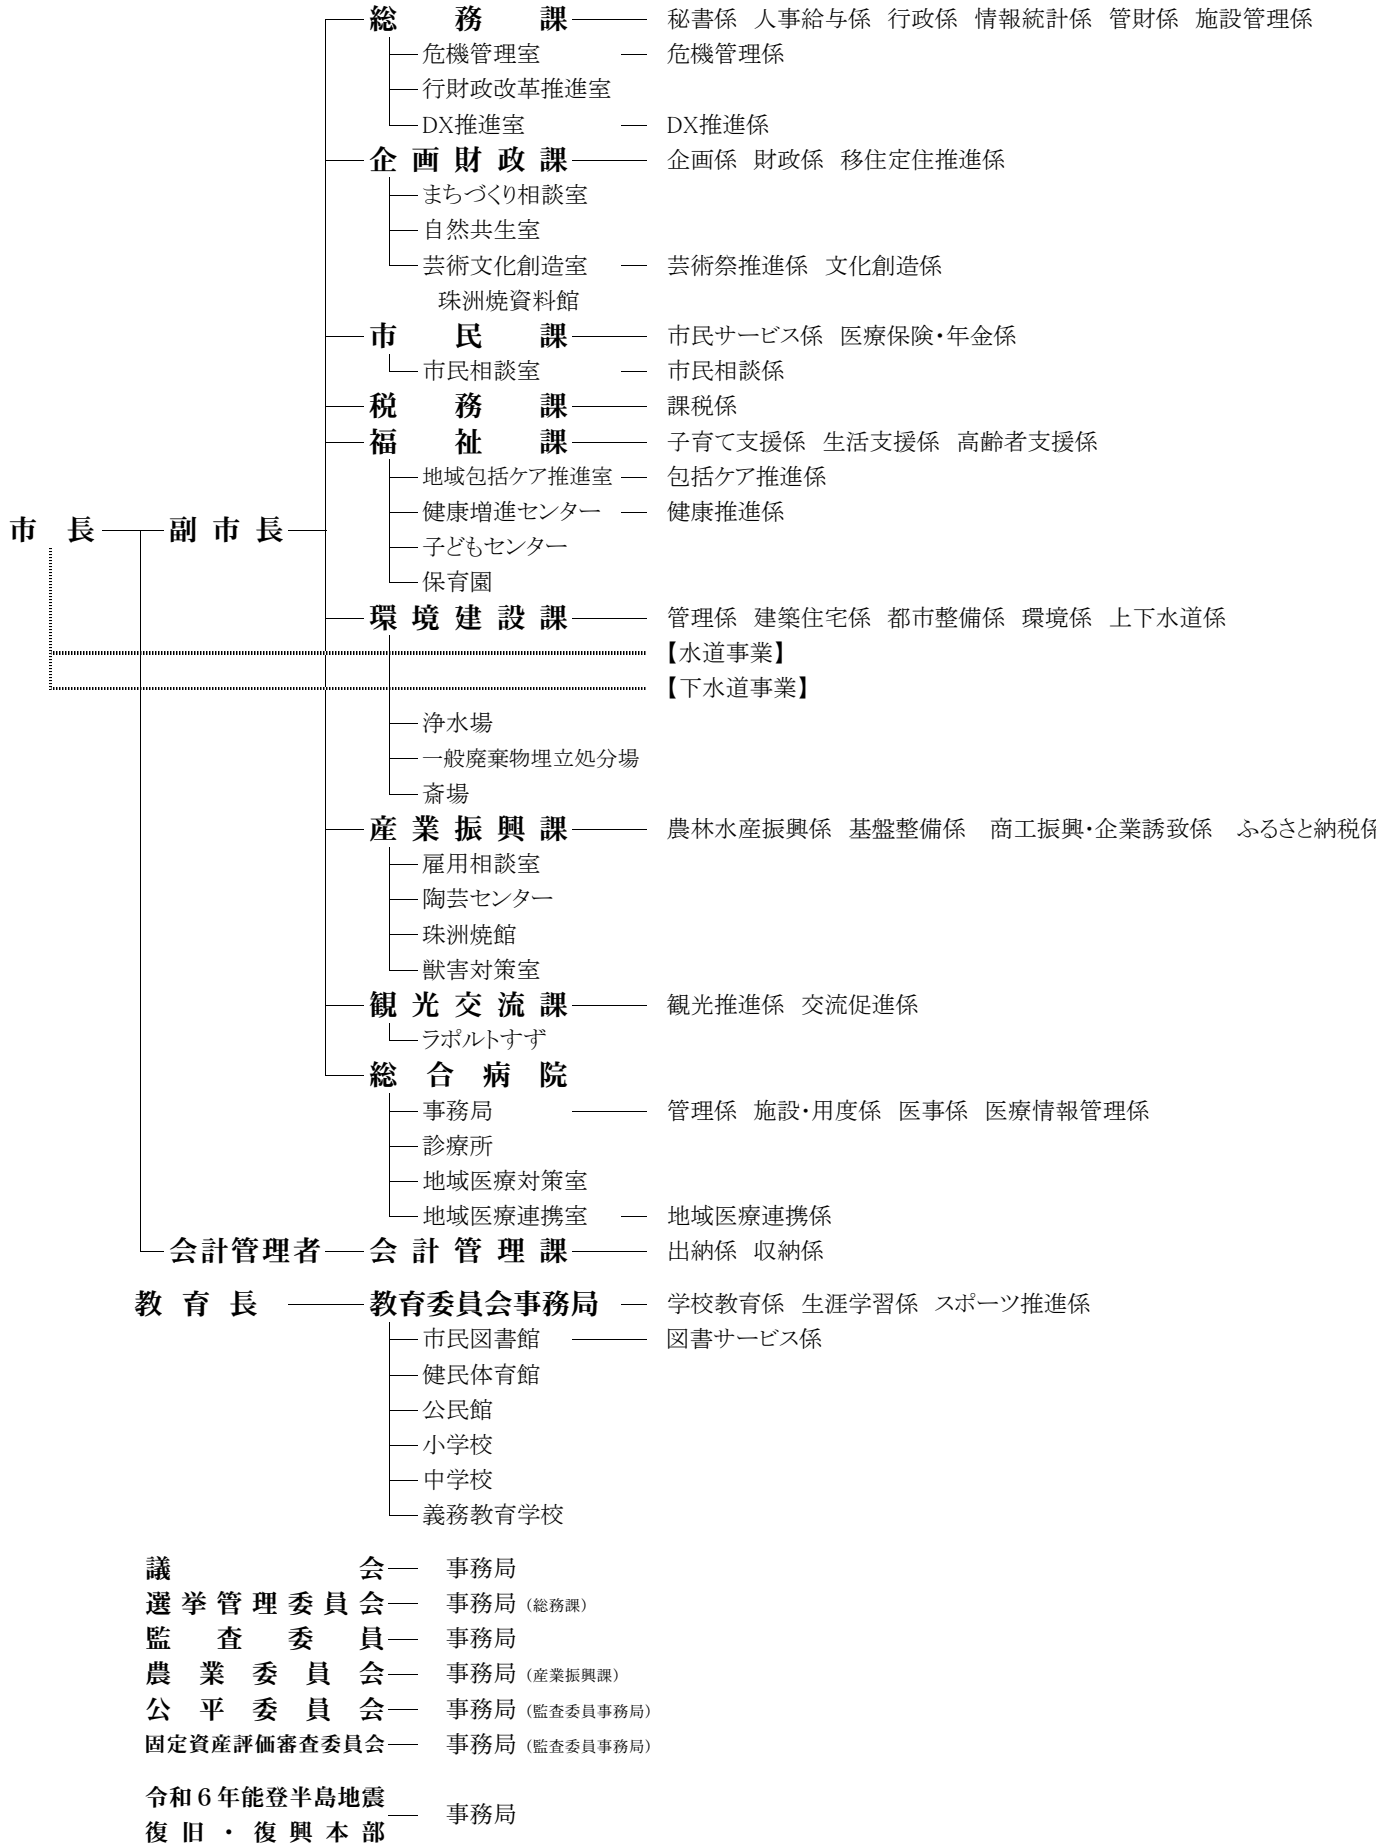 総務課 秘書係 人事給与係 行政係 情報統計係 管財係 施設管理係
危機管理室 危機管理係
行財政改革推進室
DX推進室 DX推進係
企画財政課 企画係 財政係 移住定住推進係
まちづくり相談室
自然共生室
芸術文化創造室 芸術祭推進係 文化創造係
珠洲焼資料館
市民課 市民サービス係 医療保険・年金係
市民相談室 市民相談係
税務課 課税係
福祉課 子育て支援係 生活支援係 高齢者支援係
地域包括ケア推進室 包括ケア推進係
健康増進センター 健康推進係
市長 副市長
子どもセンター
保育園
環境建設課 管理係 建築住宅係 都市整備係 環境係 上下水道係
【水道事業】
【下水道事業】
浄水場
一般廃棄物埋立処分場
斎場
産業振興課 農林水産振興係 基盤整備係 商工振興・企業誘致係 ふるさと納税係
雇用相談室
陶芸センター
珠洲焼館
獣害対策室
観光交流課 観光推進係 交流促進係
ラポルトすず
総合病院
事務局 管理係 施設・用度係 医事係 医療情報管理係
診療所
地域医療対策室
地域医療連携室 地域医療連携係
会計管理者 会計管理課 出納係 収納係
教育長 教育委員会事務局 学校教育係 生涯学習係 スポーツ推進係
市民図書館 図書サービス係
健民体育館
公民館
小学校
中学校
義務教育学校
議会 事務局
選挙管理委員会 事務局（総務課）
監査委員 事務局
農業委員会 事務局（産業振興課）
公平委員会 事務局（監査委員事務局）
固定資産評価審査委員会 事務局（監査委員事務局）
令和６年能登半島地震
復旧・復興本部 事務局